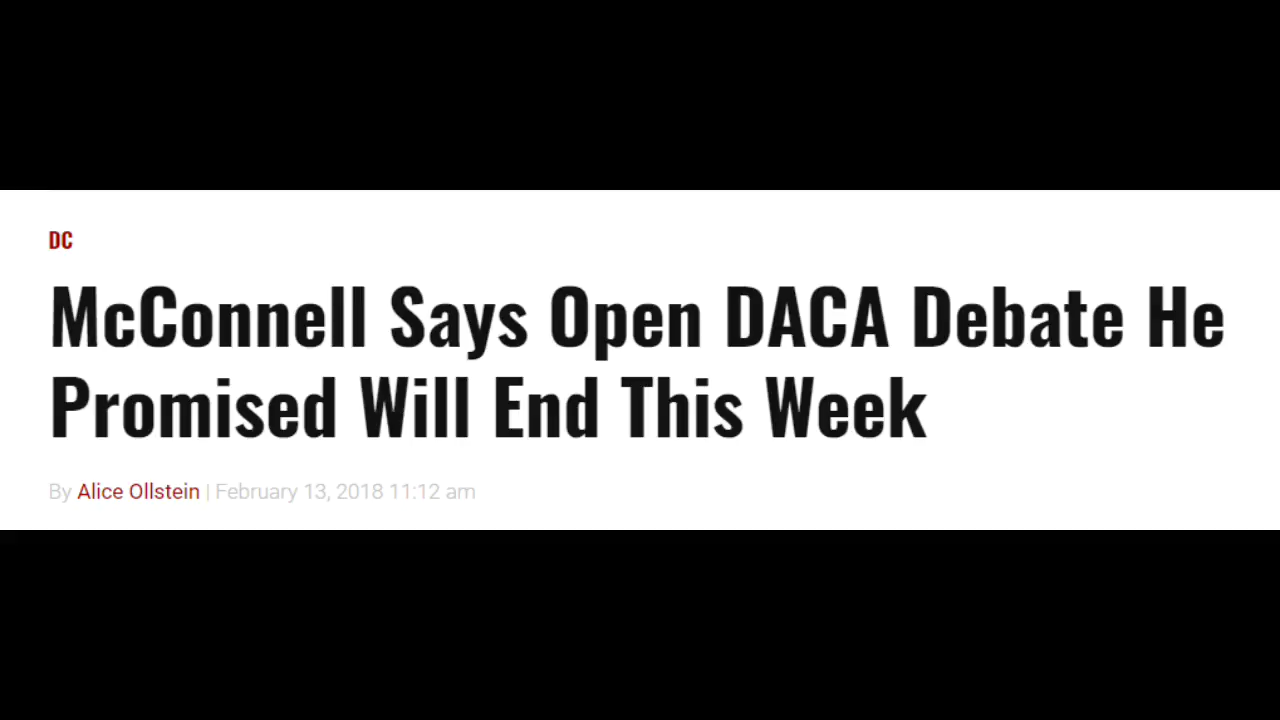 DC
McConnell Says Open DACA Debate He
Promised Will End This Week
By Alice Ollstein | February 13, 2018 11:12 am